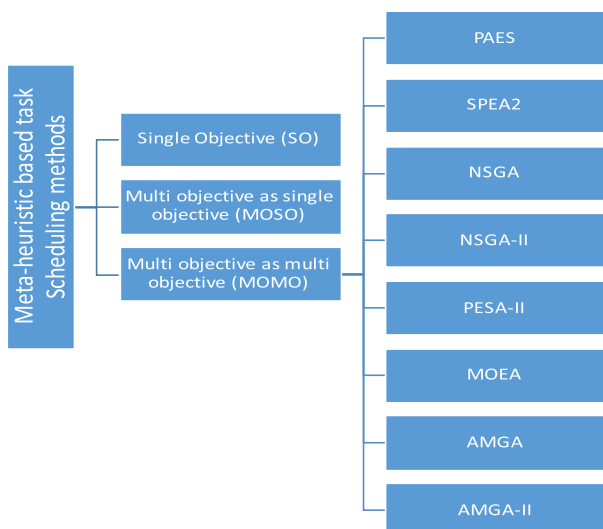 Meta-heuristic based task
Scheduling methods
Single Objective (SO)
Multi objective as single
objective (MOSO)
Multi objective as multi
objective (MOMO)
PAES
SPEA2
NSGA
NSGA-II
PESA-II
MOEA
AMGA
AMGA-II